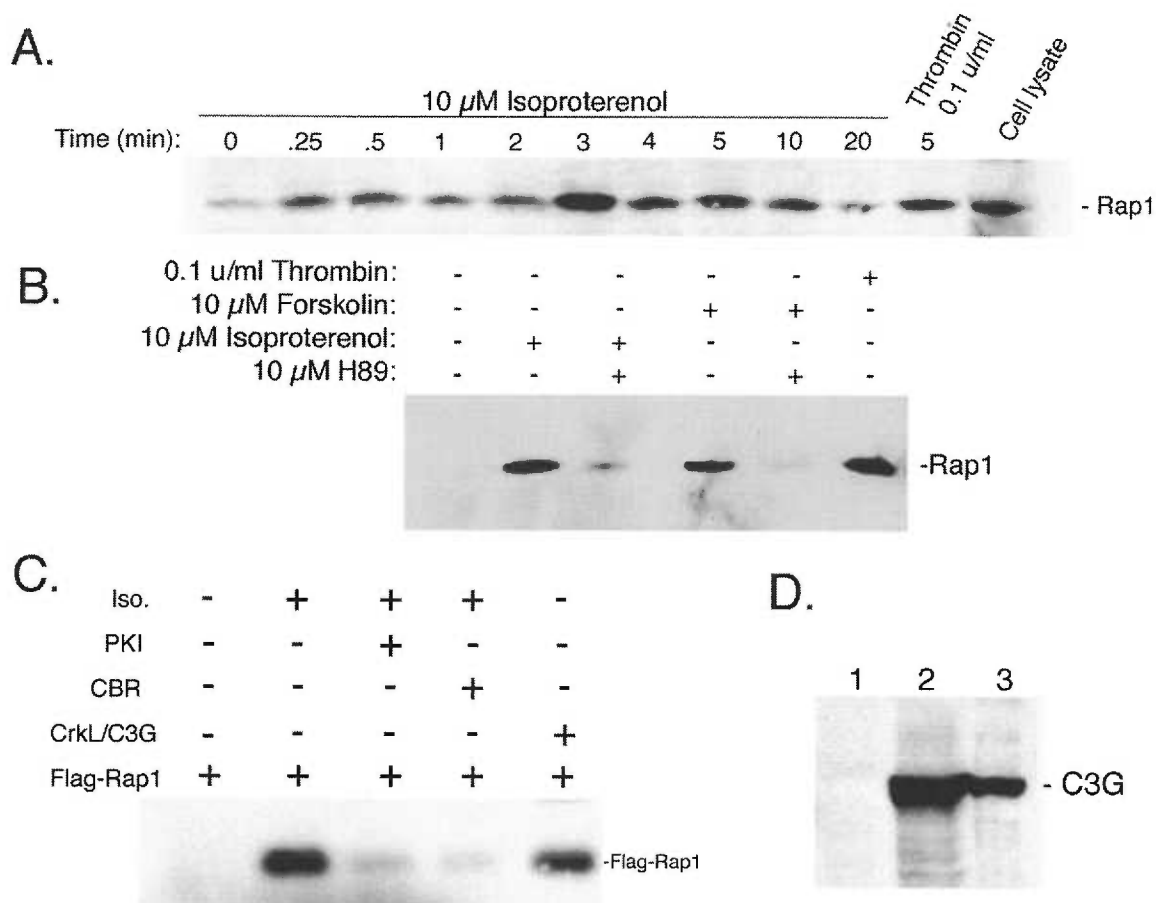 A.
Thrombin
0.1 u/ml
Cell lysate
10 µM Isoproterenol
Time (min): 0 .25 .5 1 2 3 4 5 10 20 5
- Rap1
B.
0.1 u/ml Thrombin: - - - - - +
10 µM Forskolin: - - - + + -
10 µM Isoproterenol: - + + - - -
10 µM H89: - - + - + -
-Rap1
C.
Iso. - + + + -
PKI - - + - -
CBR - - - + -
CrkL/C3G - - - - +
Flag-Rap1 + + + + +
-Flag-Rap1
D.
1 2 3
- C3G